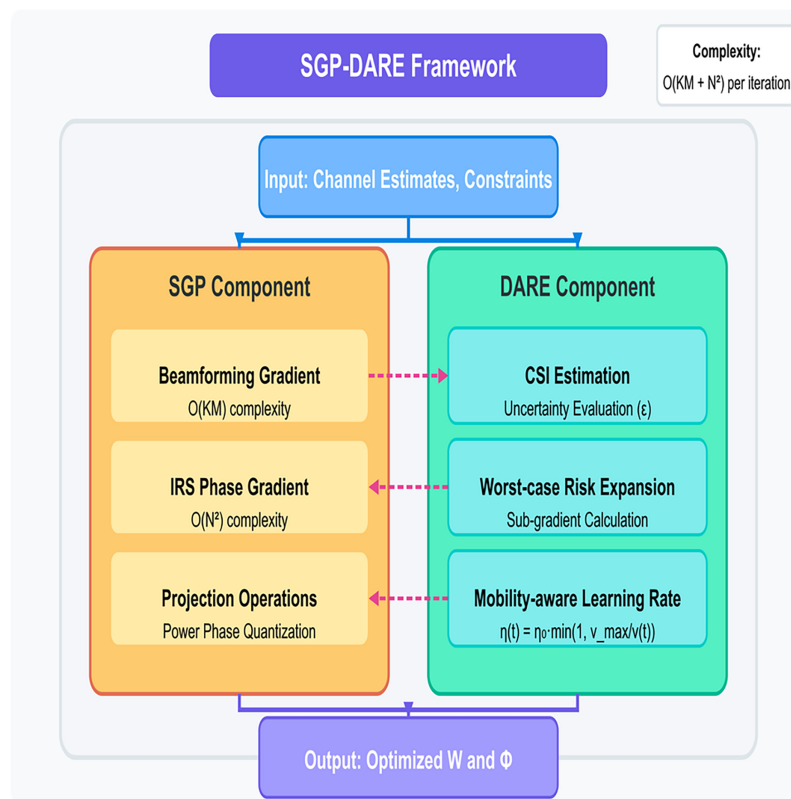 SGP-DARE Framework
Complexity:
O(KM + N²) per iteration
Input: Channel Estimates, Constraints
SGP Component
Beamforming Gradient
O(KM) complexity
IRS Phase Gradient
O(N²) complexity
Projection Operations
Power Phase Quantization
DARE Component
CSI Estimation
Uncertainty Evaluation (ε)
Worst-case Risk Expansion
Sub-gradient Calculation
Mobility-aware Learning Rate
η(t) = η₀·min(1, v_max/v(t))
Output: Optimized W and Φ